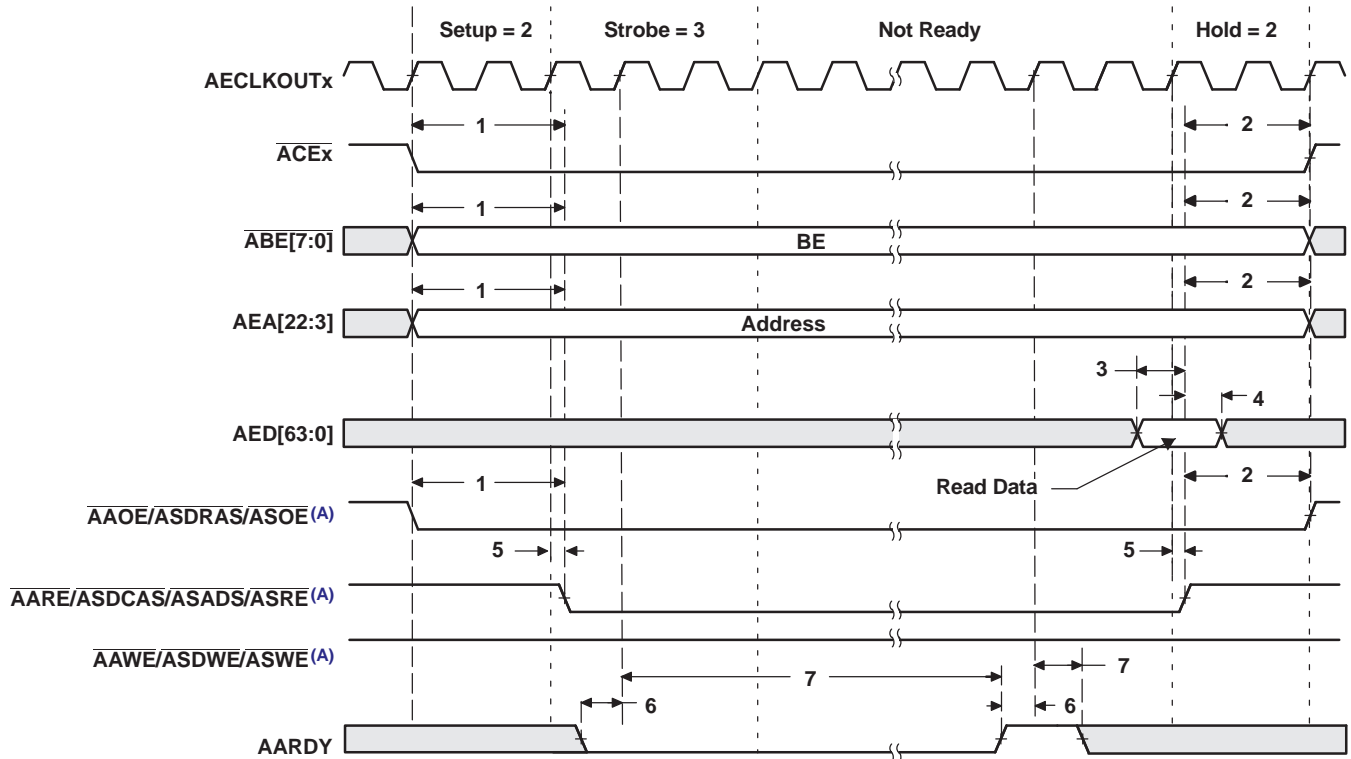 Setup = 2 Strobe = 3 Not Ready Hold = 2
AECLKOUTx
1 2
ACEx
1 2
ABE[7:0] BE
1 2
AEA[22:3] Address
3
4
AED[63:0]
1 Read Data 2
AAOE/ASDRAS/ASOE(A)
5 5
AARE/ASDCAS/ASADS/ASRE(A)
AAWE/ASDWE/ASWE(A)
7 7
6 6
AARDY